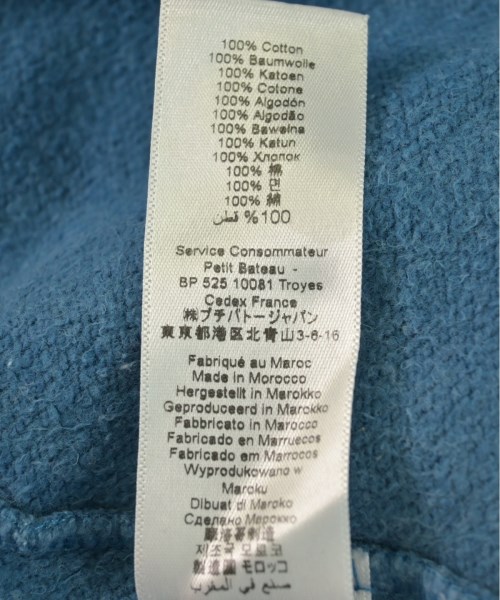 100% Cotton
100% Baumwolle
100% Katoen
100% Cotone
100% Algodón
100% Algodão
100% Bawełna
100% Katun
100% Хлопок
100% 棉
100% 면
100% 綿
%100 قطن
Service Consommateur
Petit Bateau -
BP 525 10081 Troyes
Cedex France
㈱プチバトージャパン
東京都港区北青山3-6-16
Fabriqué au Maroc
Made in Morocco
Hergestellt in Marokko
Geproduceerd in Marokko
Fabbricato in Marocco
Fabricado en Marruecos
Fabricado em Marrocos
Wyprodukowano w
Maroku
Dibuat di Maroko
Сделано Марокко
제조국 모로코
製造國 モロッコ
صنع في المغرب